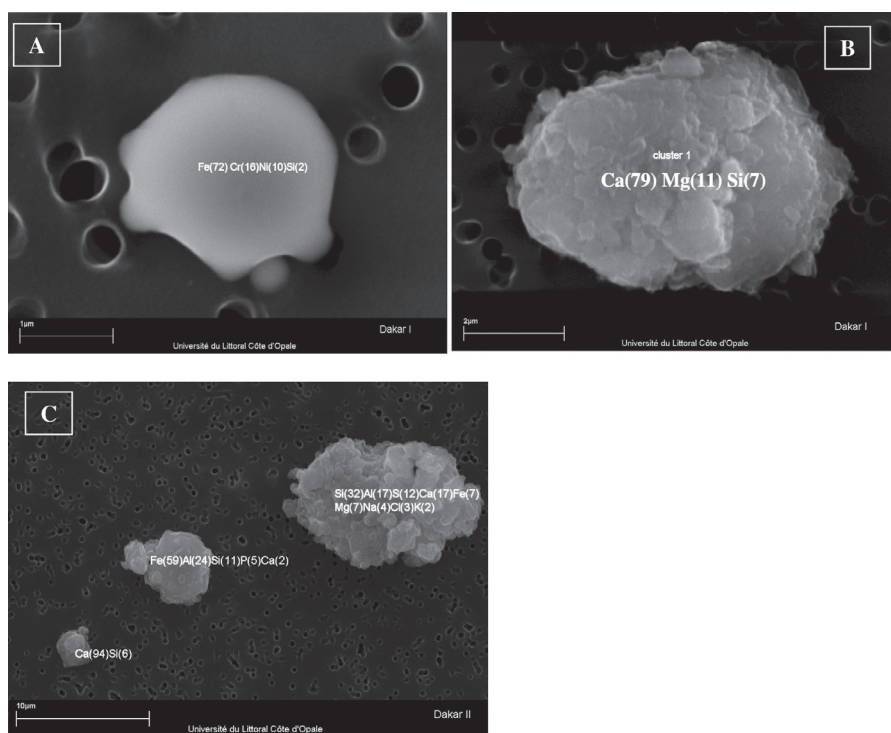 A
Fe(72) Cr(16)Ni(10)Si(2)
1µm
Dakar I
Université du Littoral Côte d'Opale
B
cluster 1
Ca(79) Mg(11) Si(7)
2µm
Dakar I
Université du Littoral Côte d'Opale
C
Si(32)Al(17)S(12)Ca(17)Fe(7)
Mg(7)Na(4)Cl(3)K(2)
Fe(59)Al(24)Si(11)P(5)Ca(2)
Ca(94)Si(6)
10µm
Dakar II
Université du Littoral Côte d'Opale